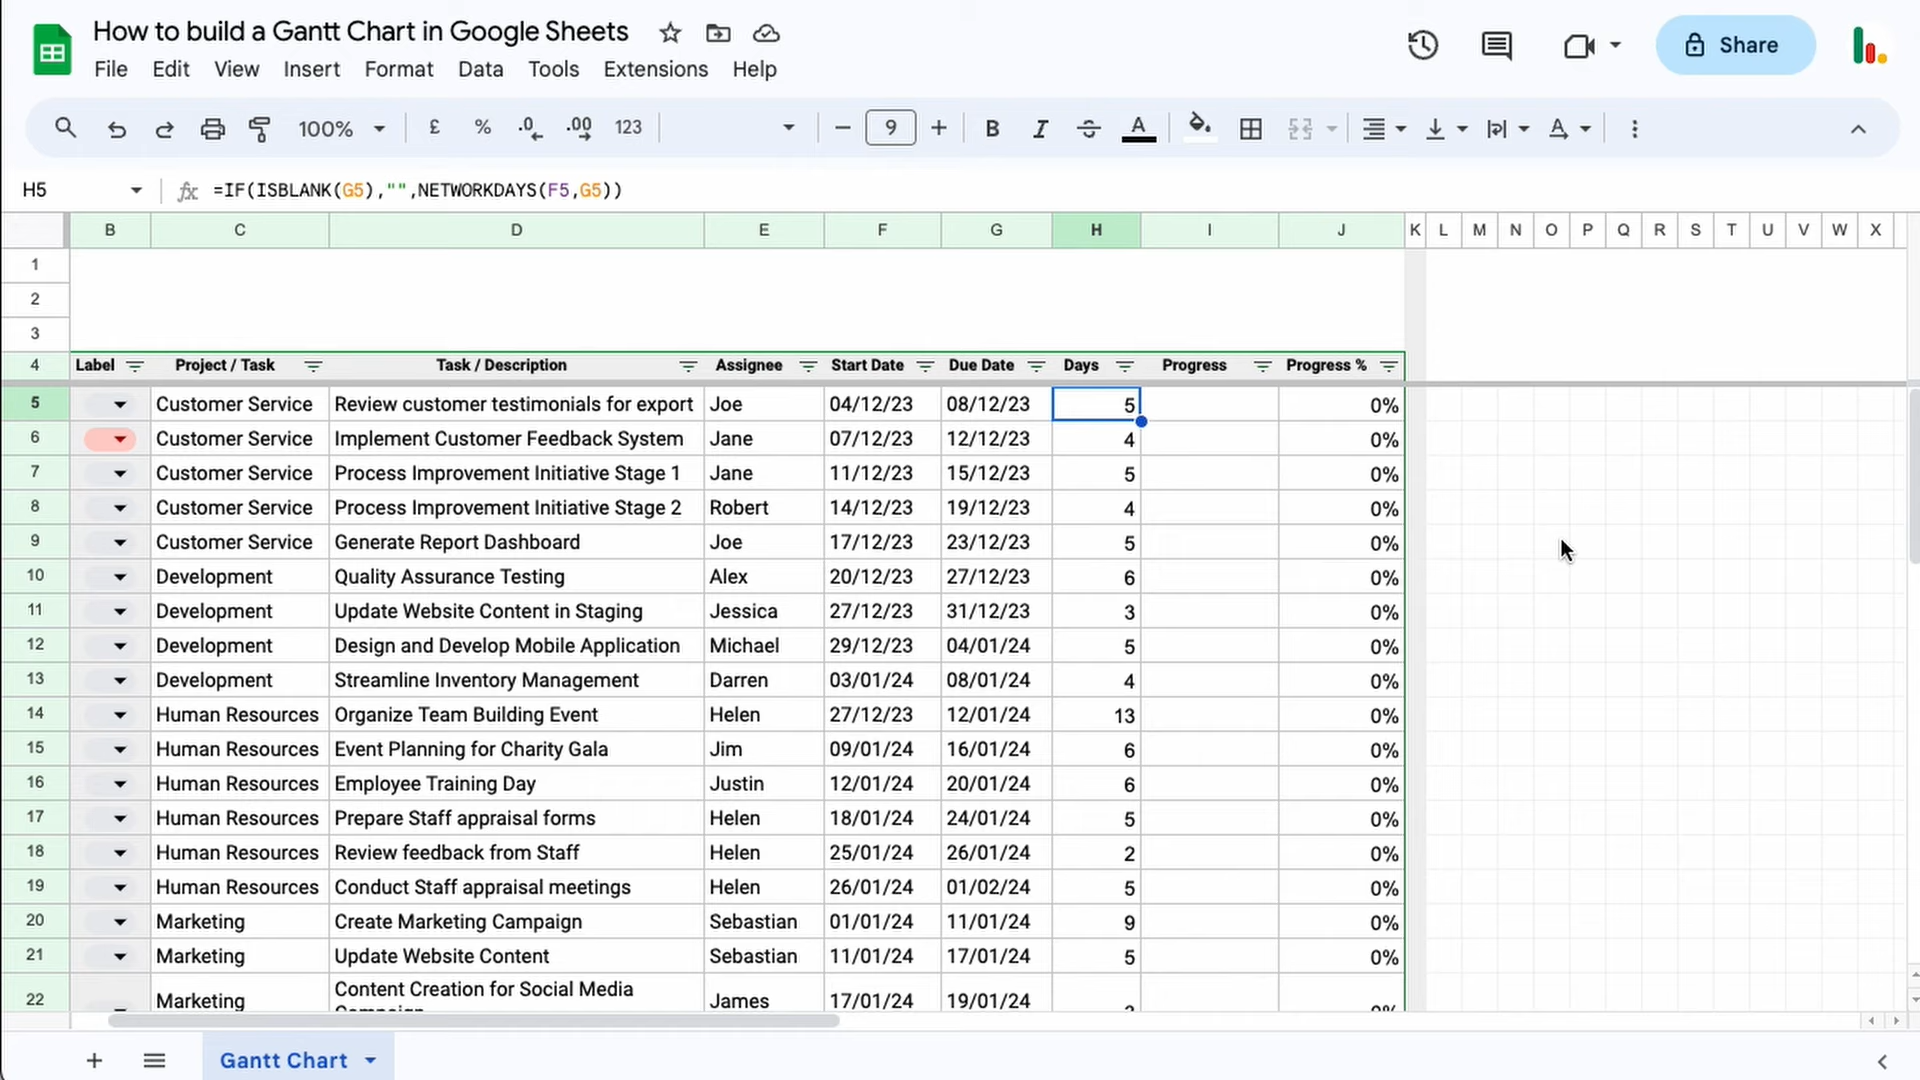 How to build a Gantt Chart in Google Sheets
File Edit View Insert Format Data Tools Extensions Help
Share
100% £ % .0 .00 123 9 B I S A
H5 fx =IF(ISBLANK(G5),"",NETWORKDAYS(F5,G5))
B C D E F G H I J K L M N O P Q R S T U V W X
1
2
3
4 Label Project / Task Task / Description Assignee Start Date Due Date Days Progress Progress %
5 Customer Service Review customer testimonials for export Joe 04/12/23 08/12/23 5 0%
6 Customer Service Implement Customer Feedback System Jane 07/12/23 12/12/23 4 0%
7 Customer Service Process Improvement Initiative Stage 1 Jane 11/12/23 15/12/23 5 0%
8 Customer Service Process Improvement Initiative Stage 2 Robert 14/12/23 19/12/23 4 0%
9 Customer Service Generate Report Dashboard Joe 17/12/23 23/12/23 5 0%
10 Development Quality Assurance Testing Alex 20/12/23 27/12/23 6 0%
11 Development Update Website Content in Staging Jessica 27/12/23 31/12/23 3 0%
12 Development Design and Develop Mobile Application Michael 29/12/23 04/01/24 5 0%
13 Development Streamline Inventory Management Darren 03/01/24 08/01/24 4 0%
14 Human Resources Organize Team Building Event Helen 27/12/23 12/01/24 13 0%
15 Human Resources Event Planning for Charity Gala Jim 09/01/24 16/01/24 6 0%
16 Human Resources Employee Training Day Justin 12/01/24 20/01/24 6 0%
17 Human Resources Prepare Staff appraisal forms Helen 18/01/24 24/01/24 5 0%
18 Human Resources Review feedback from Staff Helen 25/01/24 26/01/24 2 0%
19 Human Resources Conduct Staff appraisal meetings Helen 26/01/24 01/02/24 5 0%
20 Marketing Create Marketing Campaign Sebastian 01/01/24 11/01/24 9 0%
21 Marketing Update Website Content Sebastian 11/01/24 17/01/24 5 0%
22 Marketing Content Creation for Social Media James 17/01/24 19/01/24
Gantt Chart